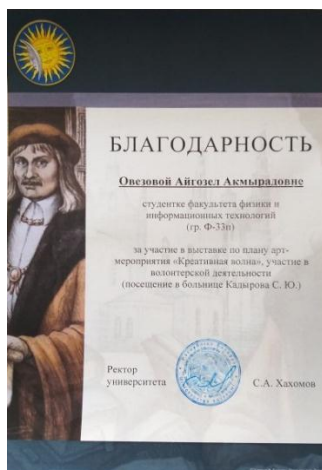 БЛАГОДАРНОСТЬ
Овезовой Айгозел Акмырадовне
студентке факультета физики и
информационных технологий
(гр. Ф-33п)
за участие в выставке по плану арт-
мероприятия «Креативная волна», участие в
волонтерской деятельности
(посещение в больнице Кадырова С. Ю.)
Ректор
университета
С.А. Хахомов